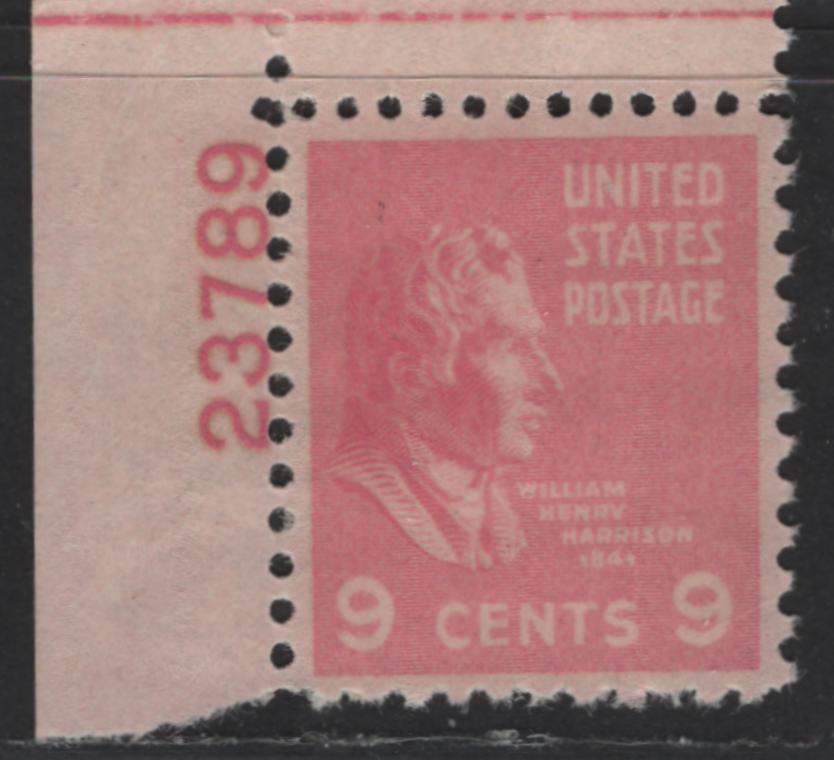 23789
UNITED
STATES
POSTAGE
WILLIAM
HENRY
HARRISON
1841
9 CENTS 9